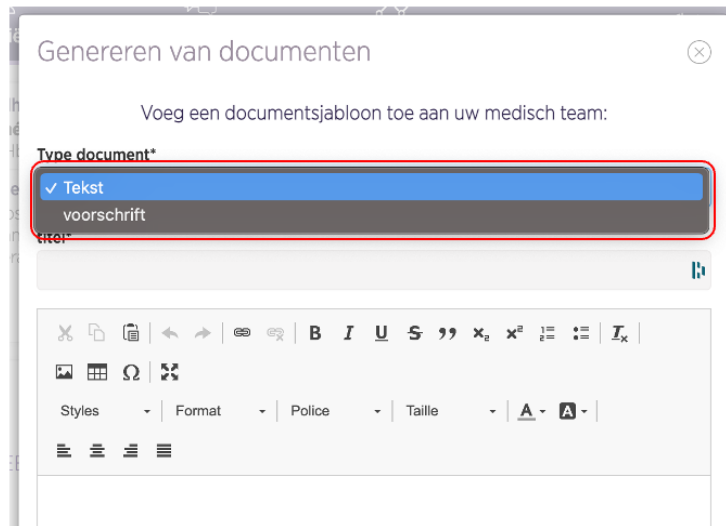 Genereren van documenten
Voeg een documentsjabloon toe aan uw medisch team:
Type document*
✓ Tekst
voorschrift
titel*
B I U S
Styles Format Police Taille A A